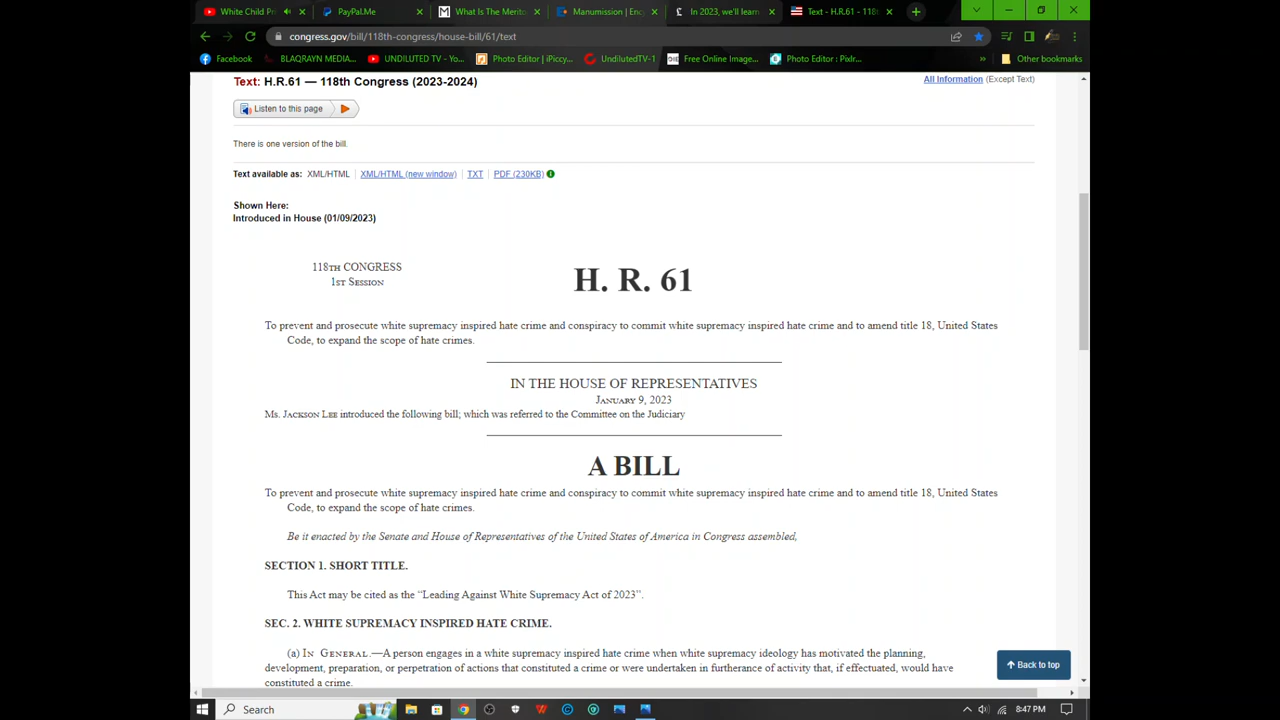 White Child Pr
PayPal.Me
What Is The Merito
Manumission | Enc
In 2023, we'll learn
Text - H.R.61 - 118t
congress.gov/bill/118th-congress/house-bill/61/text
Facebook
BLAQRAYN MEDIA...
UNDILUTED TV - Yo...
Photo Editor | iPiccy...
UndilutedTV-1
Free Online Image...
Photo Editor : Pixlr...
»
Other bookmarks
Text: H.R.61 — 118th Congress (2023-2024)
All Information (Except Text)
Listen to this page
There is one version of the bill.
Text available as: XML/HTML | XML/HTML (new window) | TXT | PDF (230KB)
Shown Here:
Introduced in House (01/09/2023)
118TH CONGRESS
1ST SESSION
H. R. 61
To prevent and prosecute white supremacy inspired hate crime and conspiracy to commit white supremacy inspired hate crime and to amend title 18, United States
Code, to expand the scope of hate crimes.
IN THE HOUSE OF REPRESENTATIVES
JANUARY 9, 2023
Ms. JACKSON LEE introduced the following bill; which was referred to the Committee on the Judiciary
A BILL
To prevent and prosecute white supremacy inspired hate crime and conspiracy to commit white supremacy inspired hate crime and to amend title 18, United States
Code, to expand the scope of hate crimes.
Be it enacted by the Senate and House of Representatives of the United States of America in Congress assembled,
SECTION 1. SHORT TITLE.
This Act may be cited as the “Leading Against White Supremacy Act of 2023”.
SEC. 2. WHITE SUPREMACY INSPIRED HATE CRIME.
(a) IN GENERAL.—A person engages in a white supremacy inspired hate crime when white supremacy ideology has motivated the planning,
development, preparation, or perpetration of actions that constituted a crime or were undertaken in furtherance of activity that, if effectuated, would have
constituted a crime.
Back to top
Search
8:47 PM